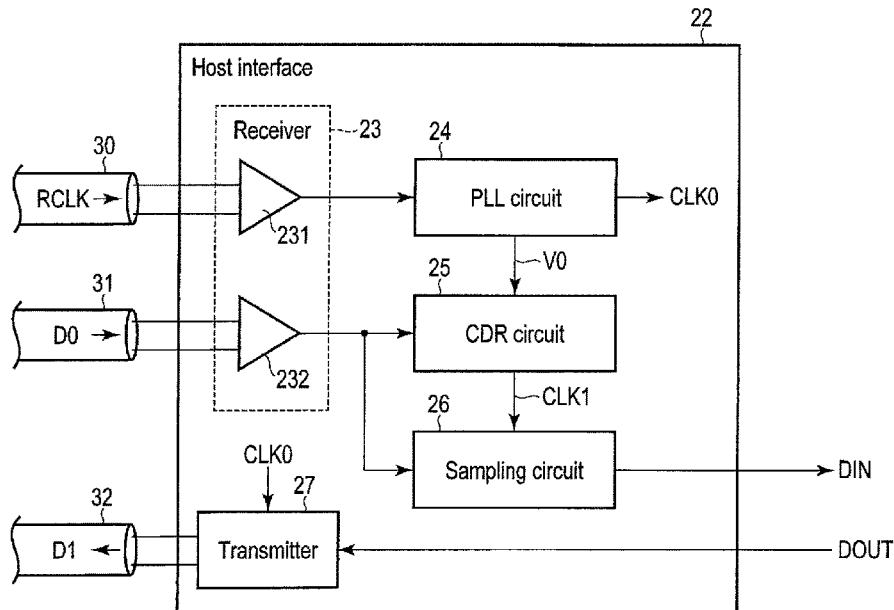 22
Host interface
Receiver
23
30
RCLK
231
24
PLL circuit
CLK0
V0
31
D0
232
25
CDR circuit
CLK1
26
Sampling circuit
DIN
CLK0
27
32
D1
Transmitter
DOUT